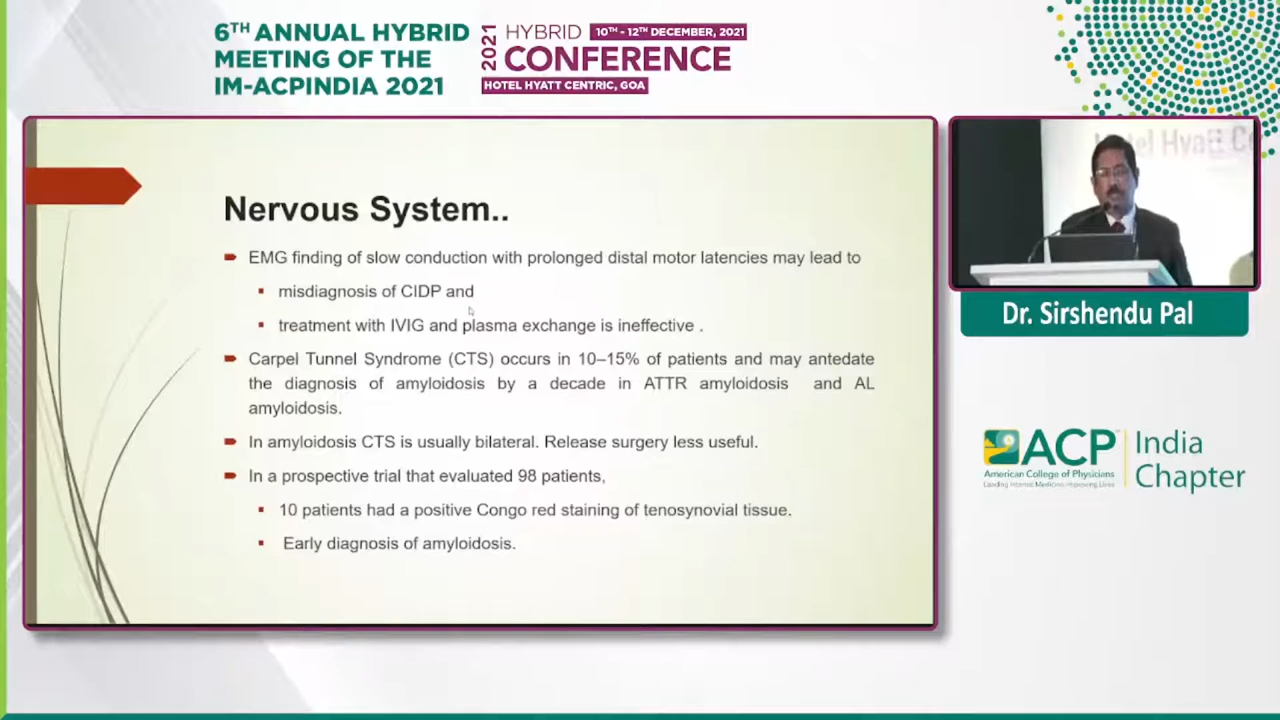 6TH ANNUAL HYBRID
MEETING OF THE
IM-ACPINDIA 2021
2021
HYBRID
10TH - 12TH DECEMBER, 2021
CONFERENCE
HOTEL HYATT CENTRIC, GOA
Nervous System..
EMG finding of slow conduction with prolonged distal motor latencies may lead to
misdiagnosis of CIDP and
treatment with IVIG and plasma exchange is ineffective .
Carpel Tunnel Syndrome (CTS) occurs in 10–15% of patients and may antedate
the diagnosis of amyloidosis by a decade in ATTR amyloidosis and AL
amyloidosis.
In amyloidosis CTS is usually bilateral. Release surgery less useful.
In a prospective trial that evaluated 98 patients,
10 patients had a positive Congo red staining of tenosynovial tissue.
Early diagnosis of amyloidosis.
Dr. Sirshendu Pal
ACP
American College of Physicians
Leading Internal Medicine, Improving Lives
India
Chapter